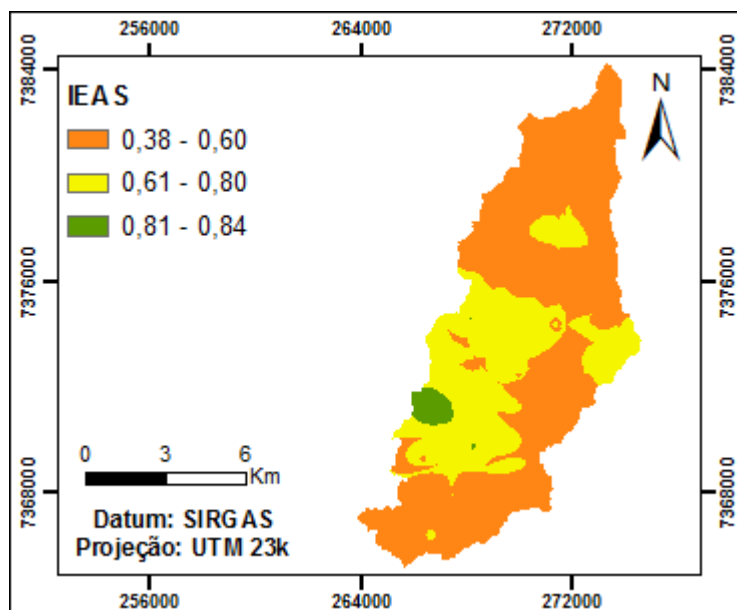 256000 264000 272000
7384000 7384000
IEAS
N
0,38 - 0,60
0,61 - 0,80
0,81 - 0,84
7376000 7376000
0 3 6
Km
7368000 7368000
Datum: SIRGAS
Projeção: UTM 23k
256000 264000 272000